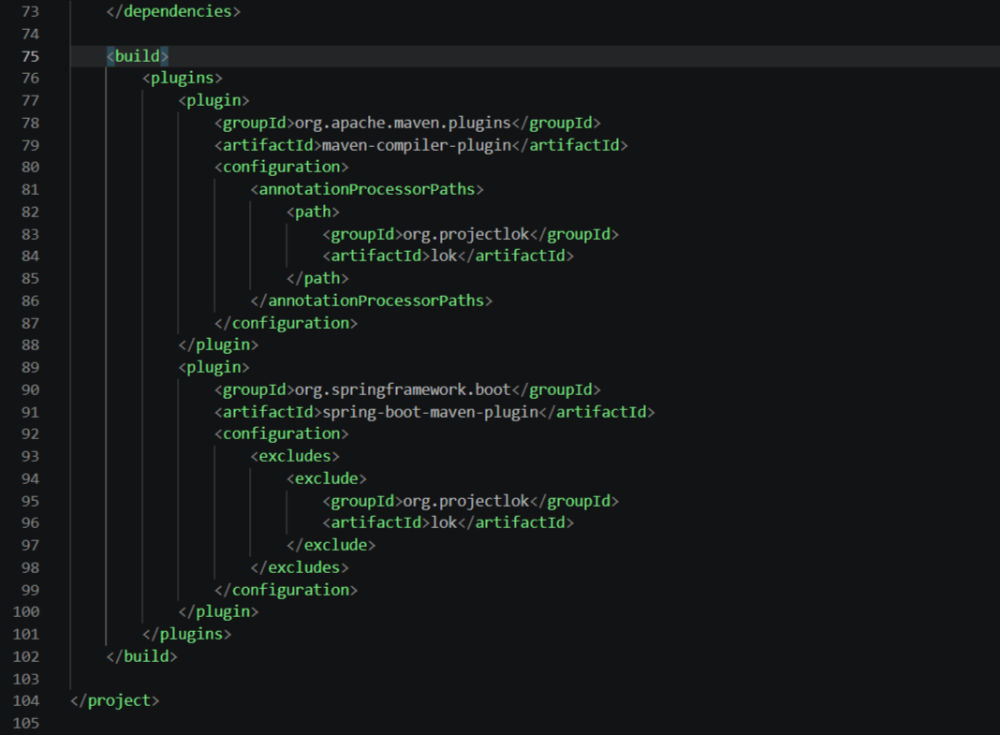 73 </dependencies>
74
75 <build>
76 <plugins>
77 <plugin>
78 <groupId>org.apache.maven.plugins</groupId>
79 <artifactId>maven-compiler-plugin</artifactId>
80 <configuration>
81 <annotationProcessorPaths>
82 <path>
83 <groupId>org.projectlok</groupId>
84 <artifactId>lok</artifactId>
85 </path>
86 </annotationProcessorPaths>
87 </configuration>
88 </plugin>
89 <plugin>
90 <groupId>org.springframework.boot</groupId>
91 <artifactId>spring-boot-maven-plugin</artifactId>
92 <configuration>
93 <excludes>
94 <exclude>
95 <groupId>org.projectlok</groupId>
96 <artifactId>lok</artifactId>
97 </exclude>
98 </excludes>
99 </configuration>
100 </plugin>
101 </plugins>
102 </build>
103
104 </project>
105